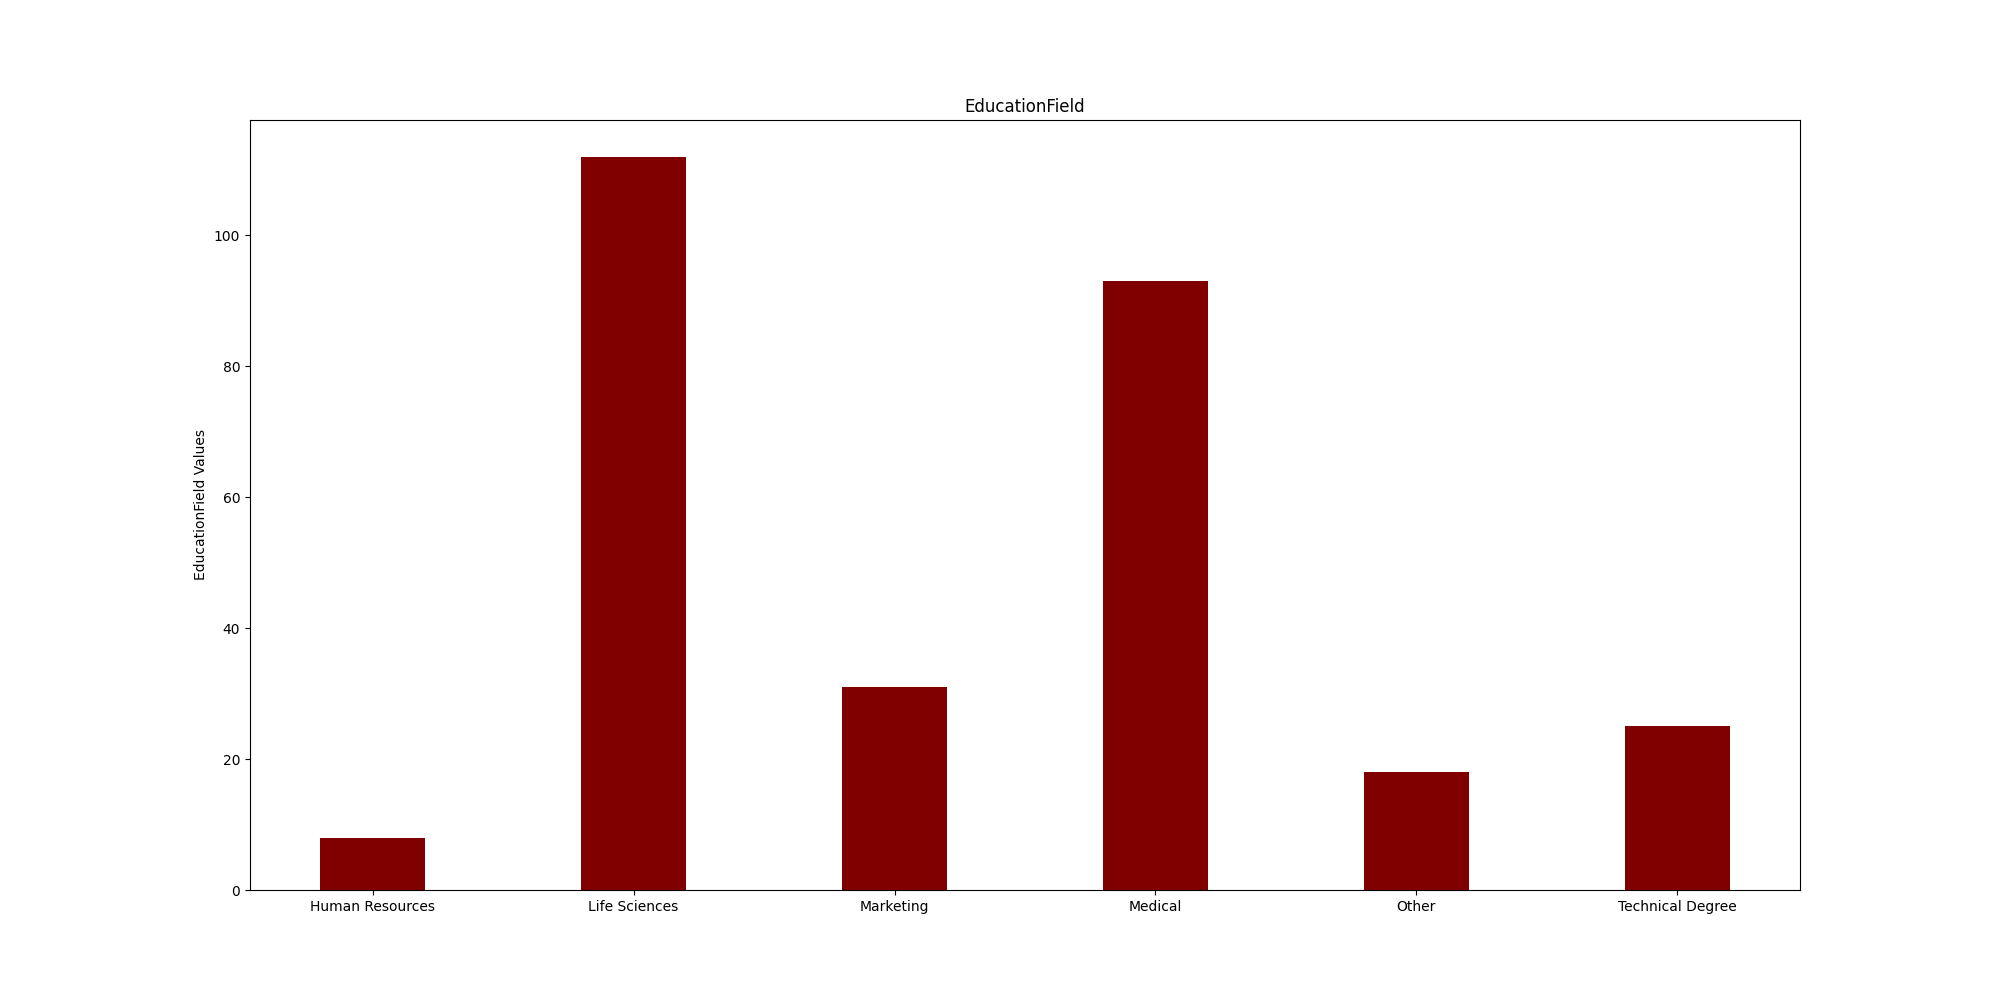 EducationField
EducationField Values
100
80
60
40
20
0
Human Resources Life Sciences Marketing Medical Other Technical Degree